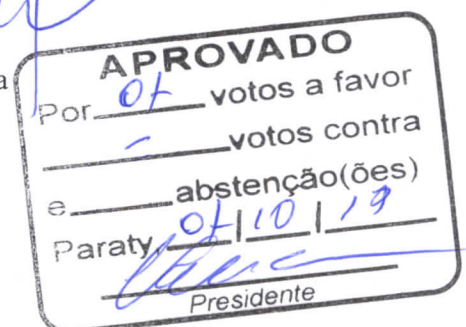 a
APROVADO
Por 07 votos a favor
- votos contra
e abstenção(ões)
Paraty, 07/10/19
Presidente